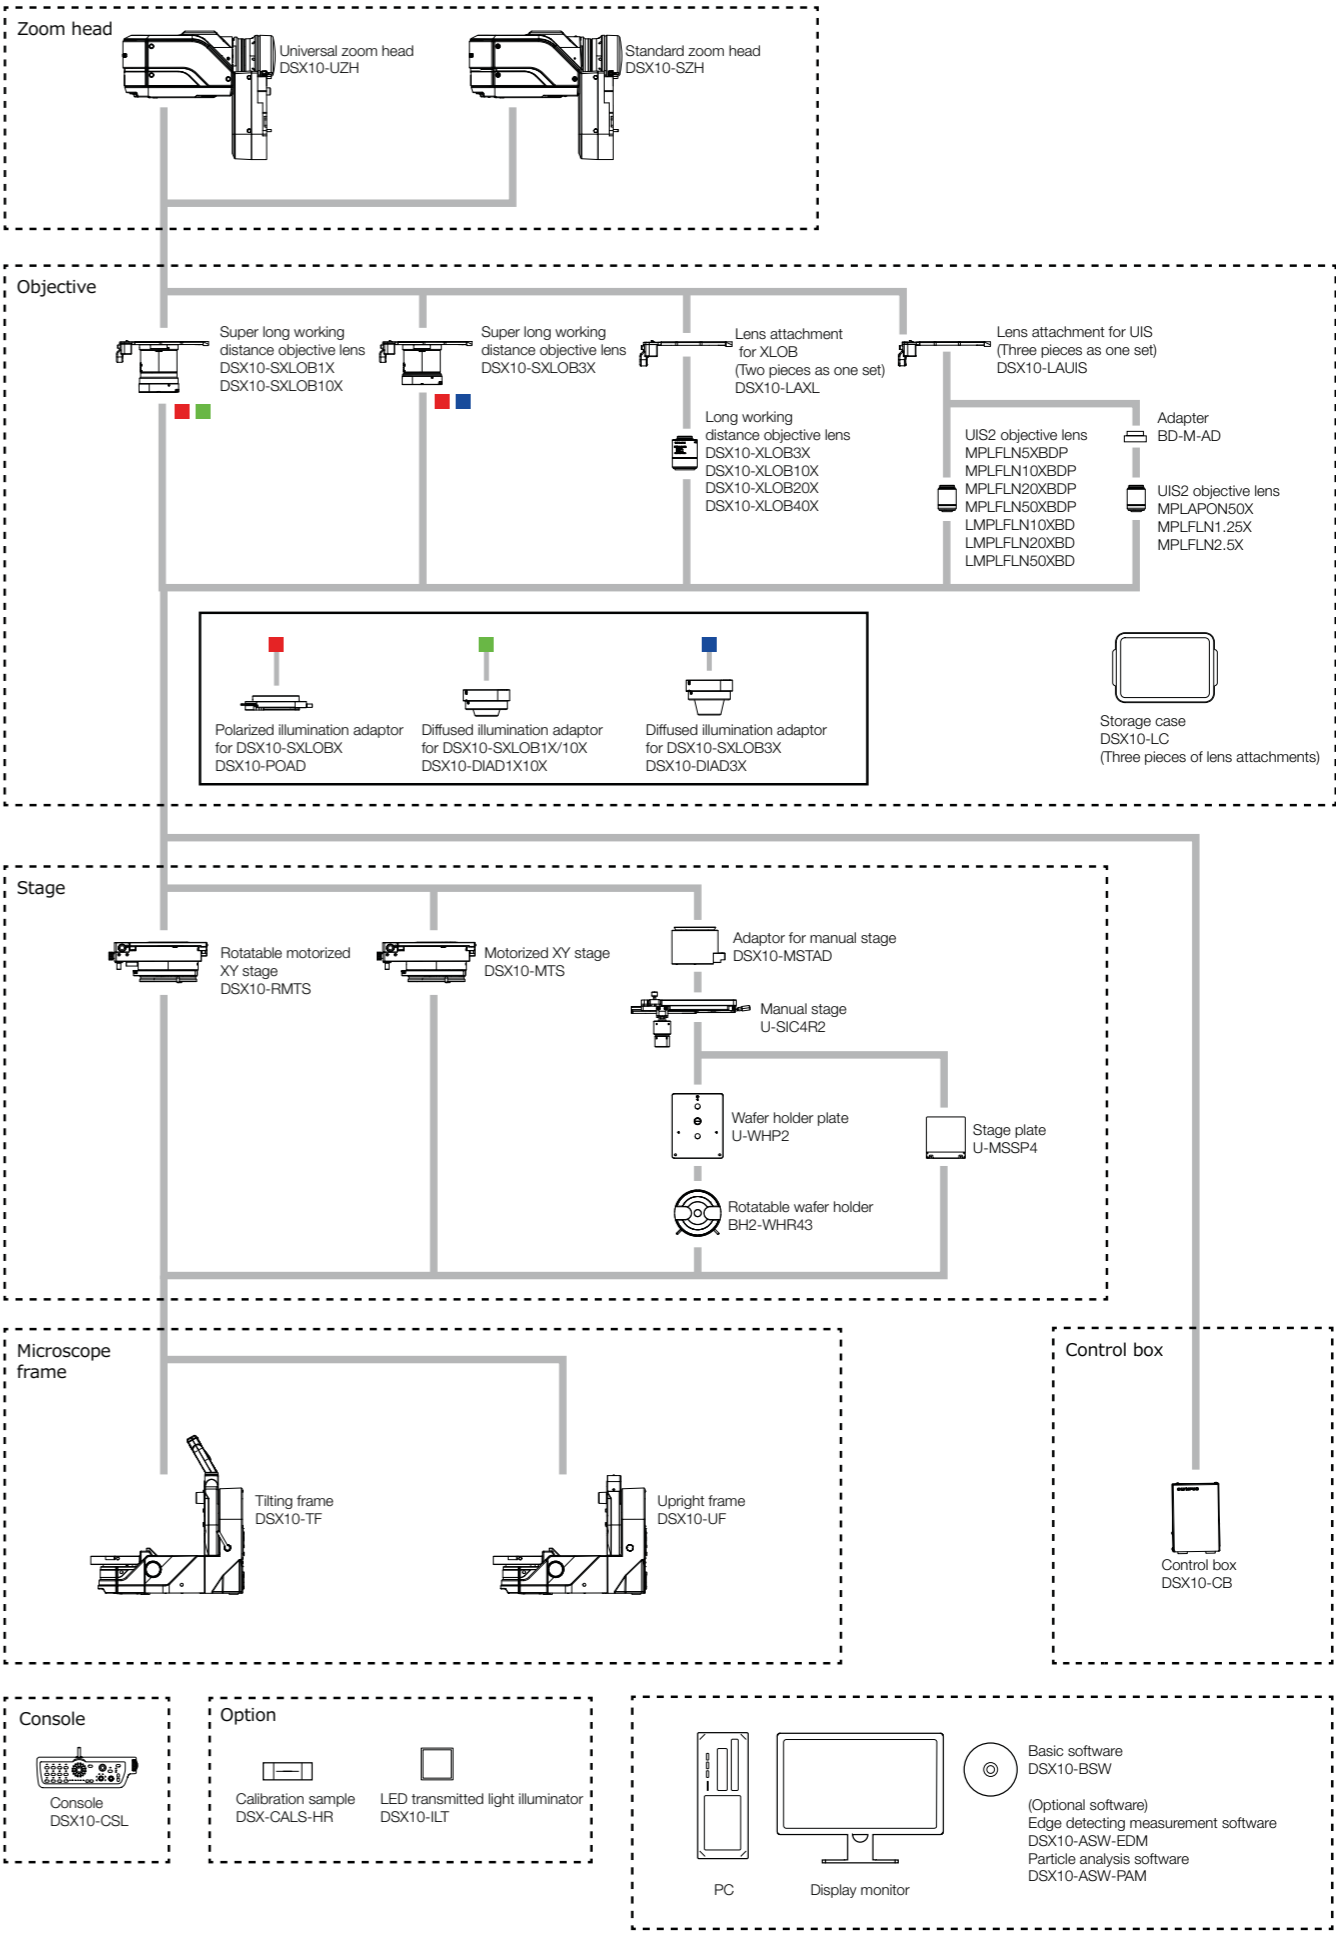 Zoom head
Universal zoom head
DSX10-UZH
Standard zoom head
DSX10-SZH
Objective
Super long working
distance objective lens
DSX10-SXLOB1X
DSX10-SXLOB10X
Super long working
distance objective lens
DSX10-SXLOB3X
Lens attachment
for XLOB
(Two pieces as one set)
DSX10-LAXL
Lens attachment for UIS
(Three pieces as one set)
DSX10-LAUIS
Long working
distance objective lens
DSX10-XLOB3X
DSX10-XLOB10X
DSX10-XLOB20X
DSX10-XLOB40X
UIS2 objective lens
MPLFLN5XBDP
MPLFLN10XBDP
MPLFLN20XBDP
MPLFLN50XBDP
LMPLFLN10XBD
LMPLFLN20XBD
LMPLFLN50XBD
Adapter
BD-M-AD
UIS2 objective lens
MPLAPON50X
MPLFLN1.25X
MPLFLN2.5X
Polarized illumination adaptor
for DSX10-SXLOBX
DSX10-POAD
Diffused illumination adaptor
for DSX10-SXLOB1X/10X
DSX10-DIAD1X10X
Diffused illumination adaptor
for DSX10-SXLOB3X
DSX10-DIAD3X
Storage case
DSX10-LC
(Three pieces of lens attachments)
Stage
Rotatable motorized
XY stage
DSX10-RMTS
Motorized XY stage
DSX10-MTS
Adaptor for manual stage
DSX10-MSTAD
Manual stage
U-SIC4R2
Wafer holder plate
U-WHP2
Stage plate
U-MSSP4
Rotatable wafer holder
BH2-WHR43
Microscope
frame
Tilting frame
DSX10-TF
Upright frame
DSX10-UF
Control box
OLYMPUS
Control box
DSX10-CB
Console
Console
DSX10-CSL
Option
Calibration sample
DSX-CALS-HR
LED transmitted light illuminator
DSX10-ILT
PC
Display monitor
Basic software
DSX10-BSW
(Optional software)
Edge detecting measurement software
DSX10-ASW-EDM
Particle analysis software
DSX10-ASW-PAM